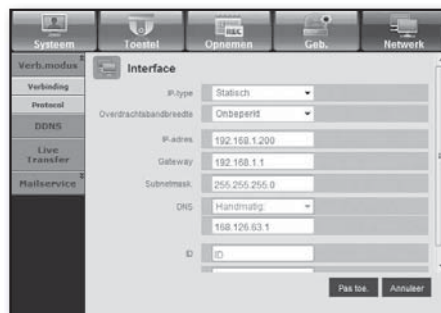 REC
Systeem Toestel Opnemen Geb. Netwerk
Verb.modus
Verbinding
Protocol
DDNS
Live Transfer
Mailservice
Interface
IP-type Statisch
Overdrachtsbandbreedte Onbeperkt
IP-adres 192.168.1.200
Gateway 192.168.1.1
Subnetmask. 255.255.255.0
DNS Handmatig
168.126.63.1
ID ID
Pas toe. Annuleer